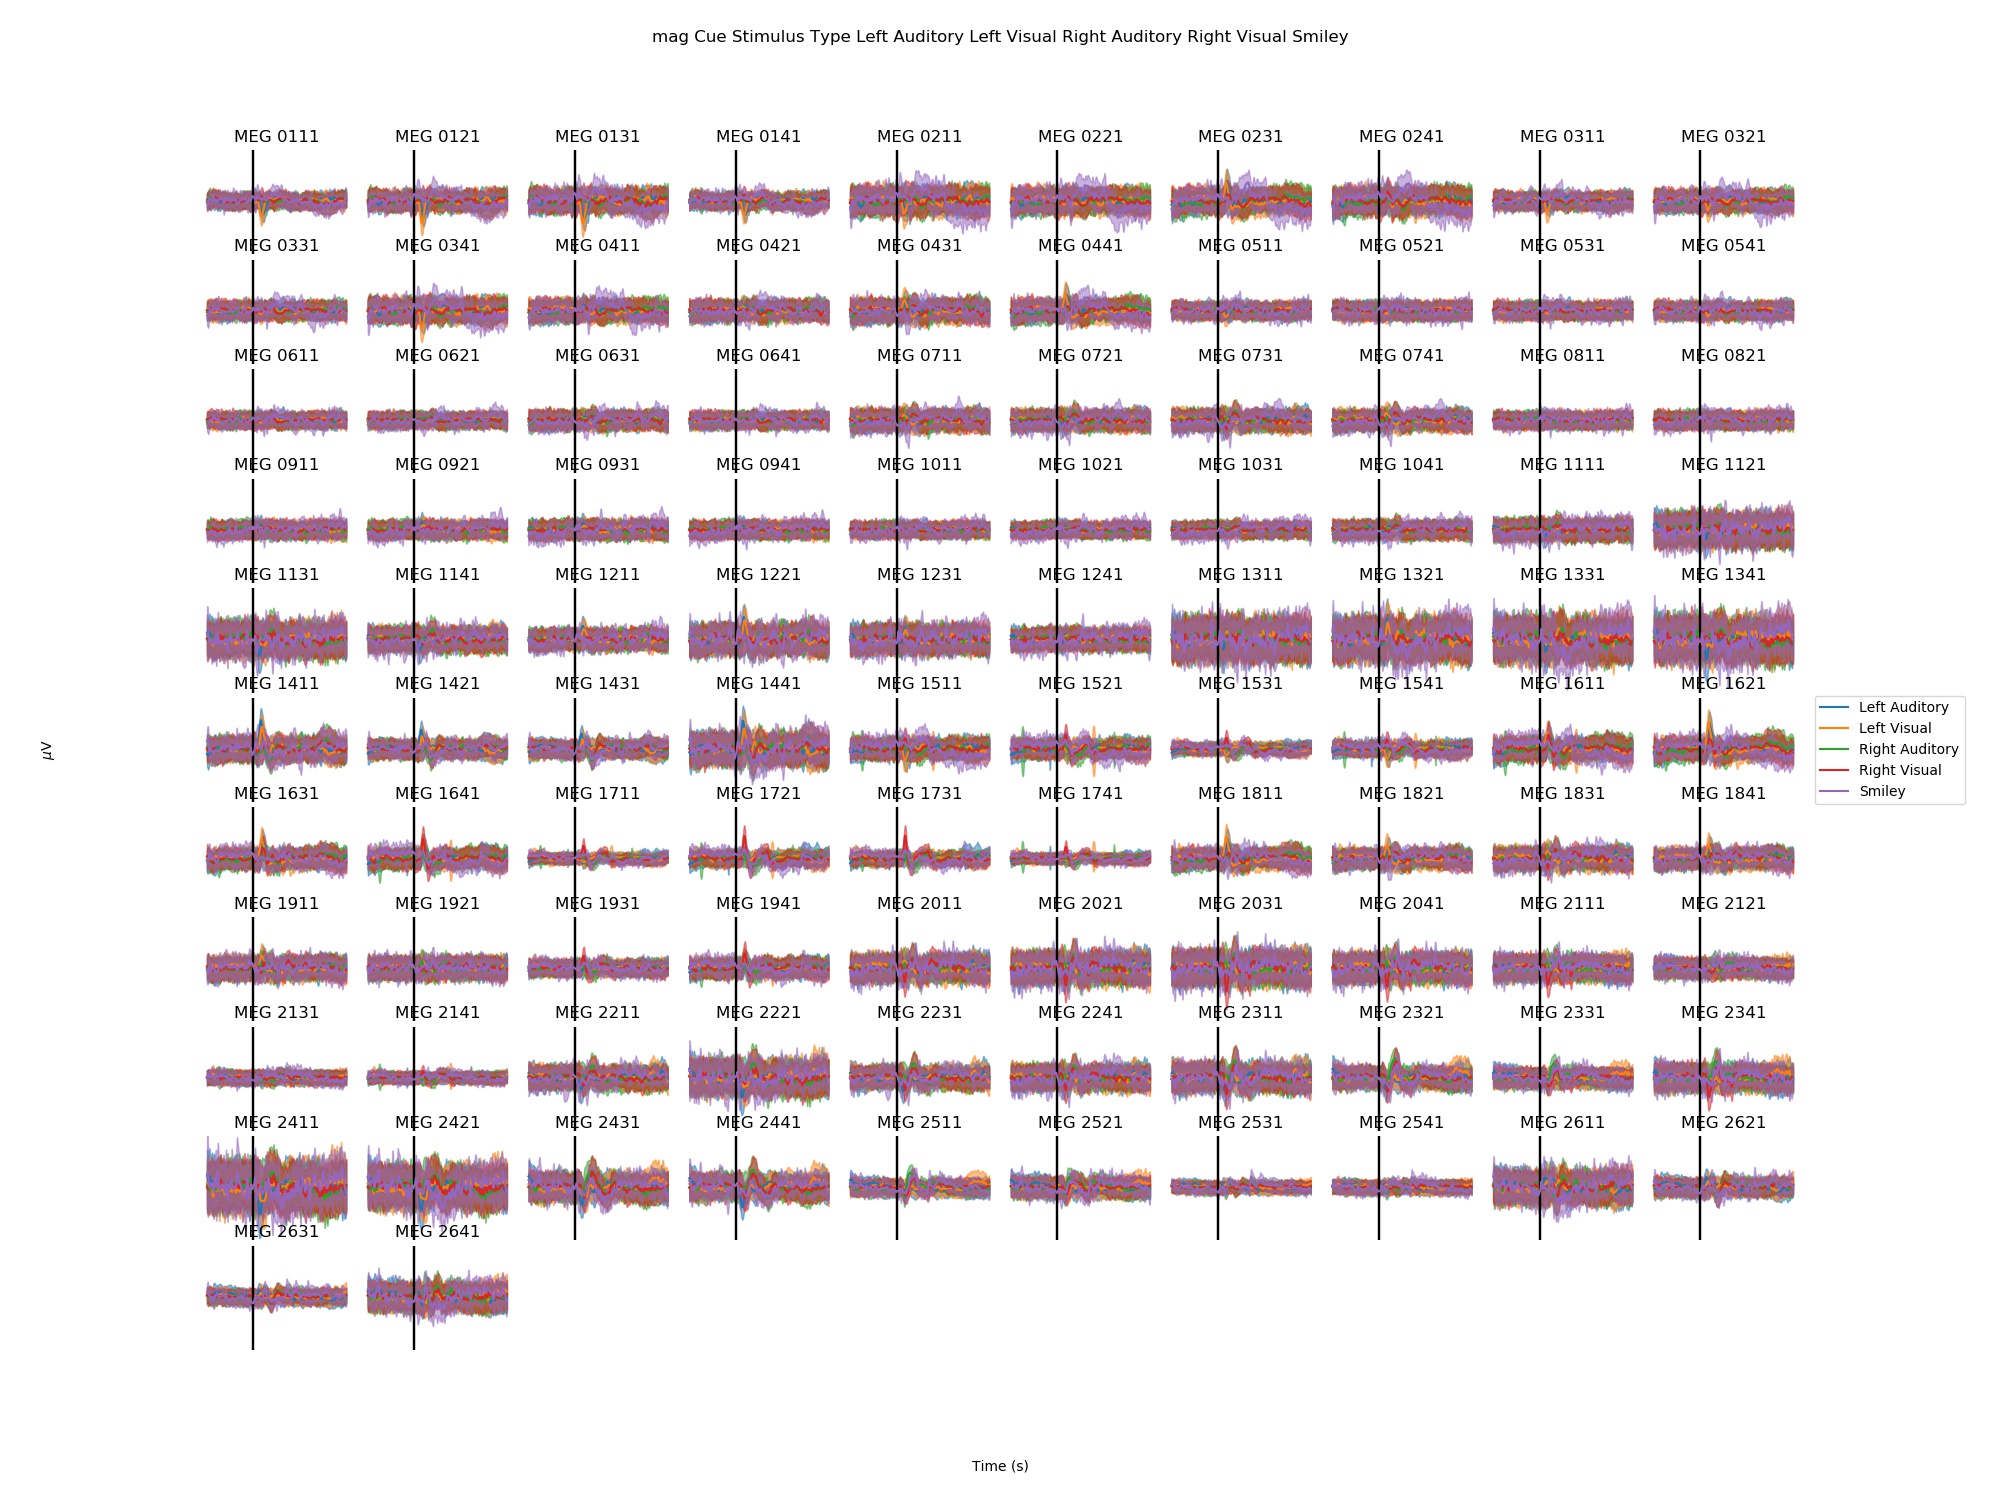 mag Cue Stimulus Type Left Auditory Left Visual Right Auditory Right Visual Smiley
MEG 0111 MEG 0121 MEG 0131 MEG 0141 MEG 0211 MEG 0221 MEG 0231 MEG 0241 MEG 0311 MEG 0321
MEG 0331 MEG 0341 MEG 0411 MEG 0421 MEG 0431 MEG 0441 MEG 0511 MEG 0521 MEG 0531 MEG 0541
MEG 0611 MEG 0621 MEG 0631 MEG 0641 MEG 0711 MEG 0721 MEG 0731 MEG 0741 MEG 0811 MEG 0821
MEG 0911 MEG 0921 MEG 0931 MEG 0941 MEG 1011 MEG 1021 MEG 1031 MEG 1041 MEG 1111 MEG 1121
MEG 1131 MEG 1141 MEG 1211 MEG 1221 MEG 1231 MEG 1241 MEG 1311 MEG 1321 MEG 1331 MEG 1341
MEG 1411 MEG 1421 MEG 1431 MEG 1441 MEG 1511 MEG 1521 MEG 1531 MEG 1541 MEG 1611 MEG 1621
Left Auditory
Left Visual
Right Auditory
Right Visual
Smiley
μV
MEG 1631 MEG 1641 MEG 1711 MEG 1721 MEG 1731 MEG 1741 MEG 1811 MEG 1821 MEG 1831 MEG 1841
MEG 1911 MEG 1921 MEG 1931 MEG 1941 MEG 2011 MEG 2021 MEG 2031 MEG 2041 MEG 2111 MEG 2121
MEG 2131 MEG 2141 MEG 2211 MEG 2221 MEG 2231 MEG 2241 MEG 2311 MEG 2321 MEG 2331 MEG 2341
MEG 2411 MEG 2421 MEG 2431 MEG 2441 MEG 2511 MEG 2521 MEG 2531 MEG 2541 MEG 2611 MEG 2621
MEG 2631 MEG 2641
Time (s)